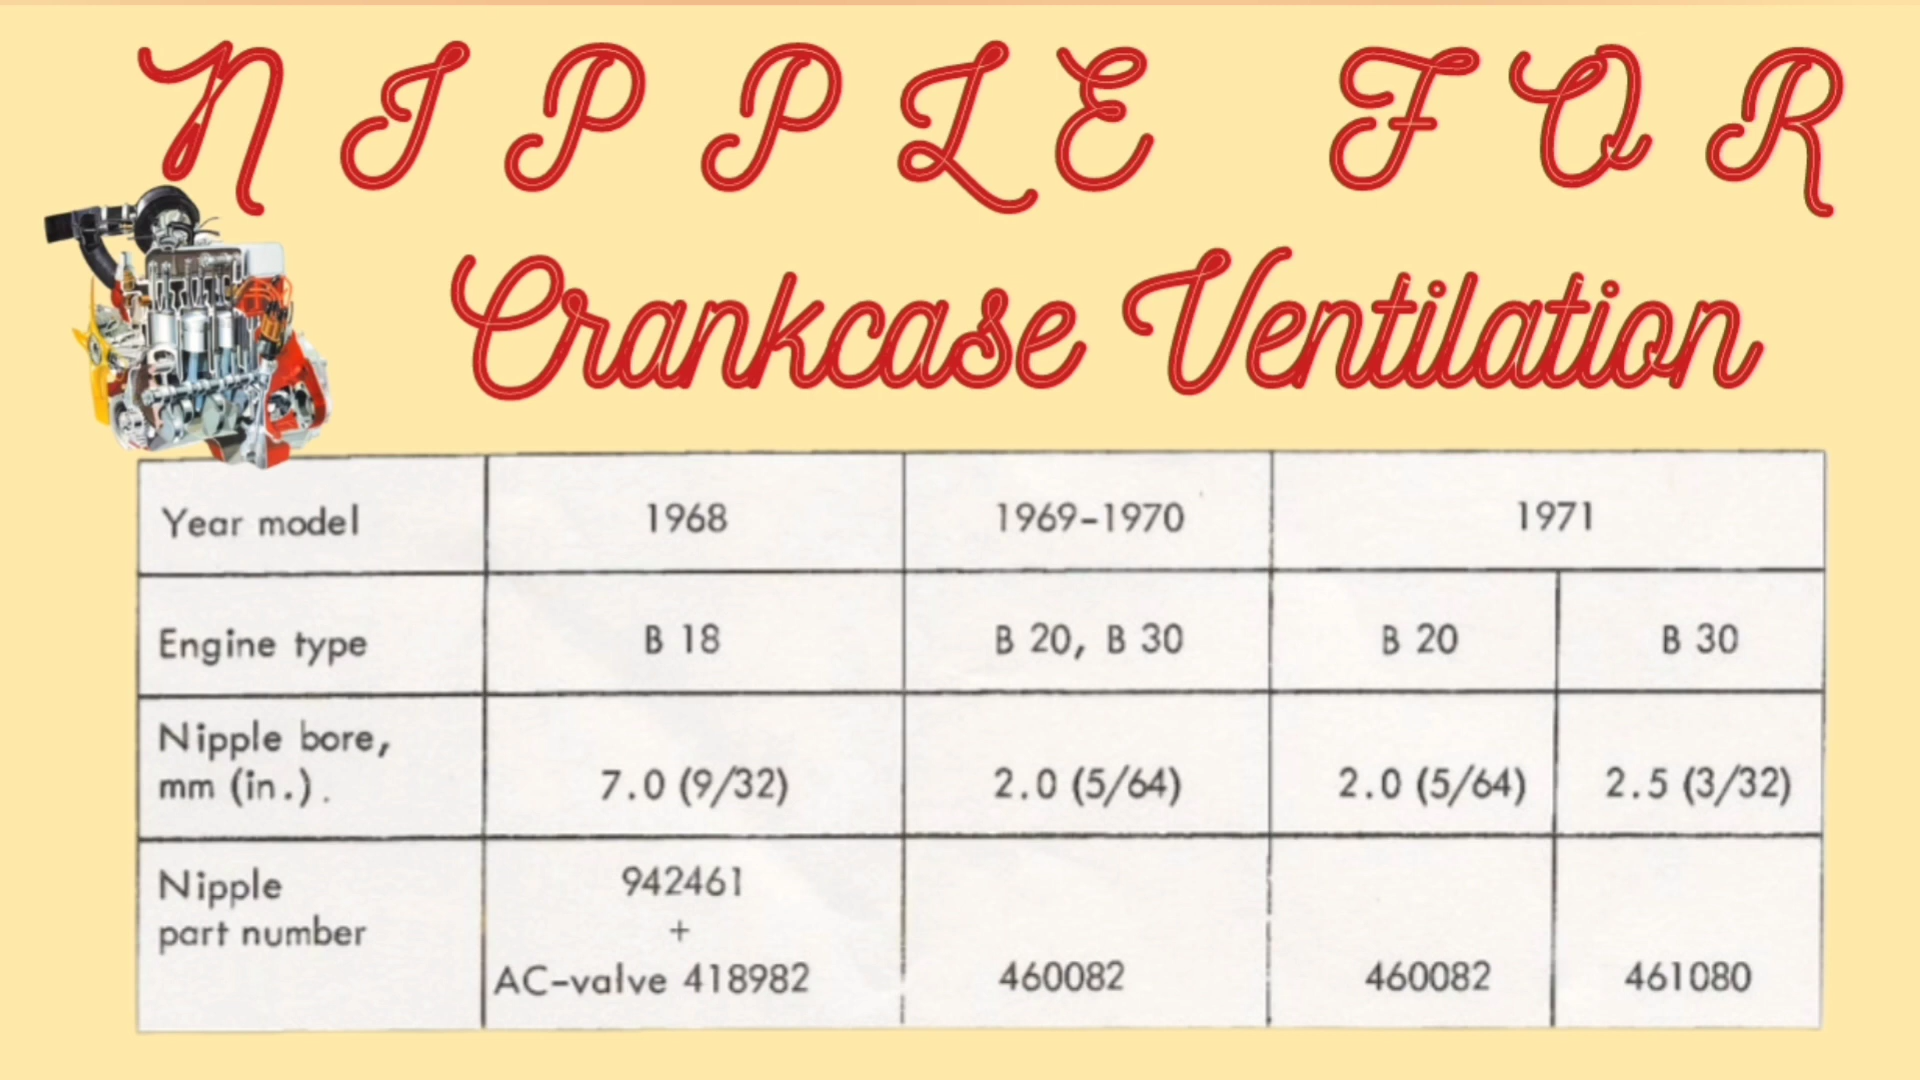 NIPPLE FOR
Crankcase Ventilation
Year model 1968 1969-1970 1971
Engine type B 18 B 20, B 30 B 20 B 30
Nipple bore,
mm (in.). 7.0 (9/32) 2.0 (5/64) 2.0 (5/64) 2.5 (3/32)
Nipple 942461
part number +
AC-valve 418982 460082 460082 461080